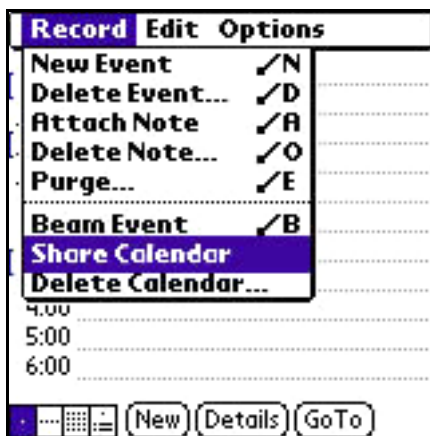 Record Edit Options
New Event /N
Delete Event... /D
Attach Note /A
Delete Note... /O
Purge... /E
Beam Event /B
Share Calendar
Delete Calendar...
4:00
5:00
6:00
New Details GoTo